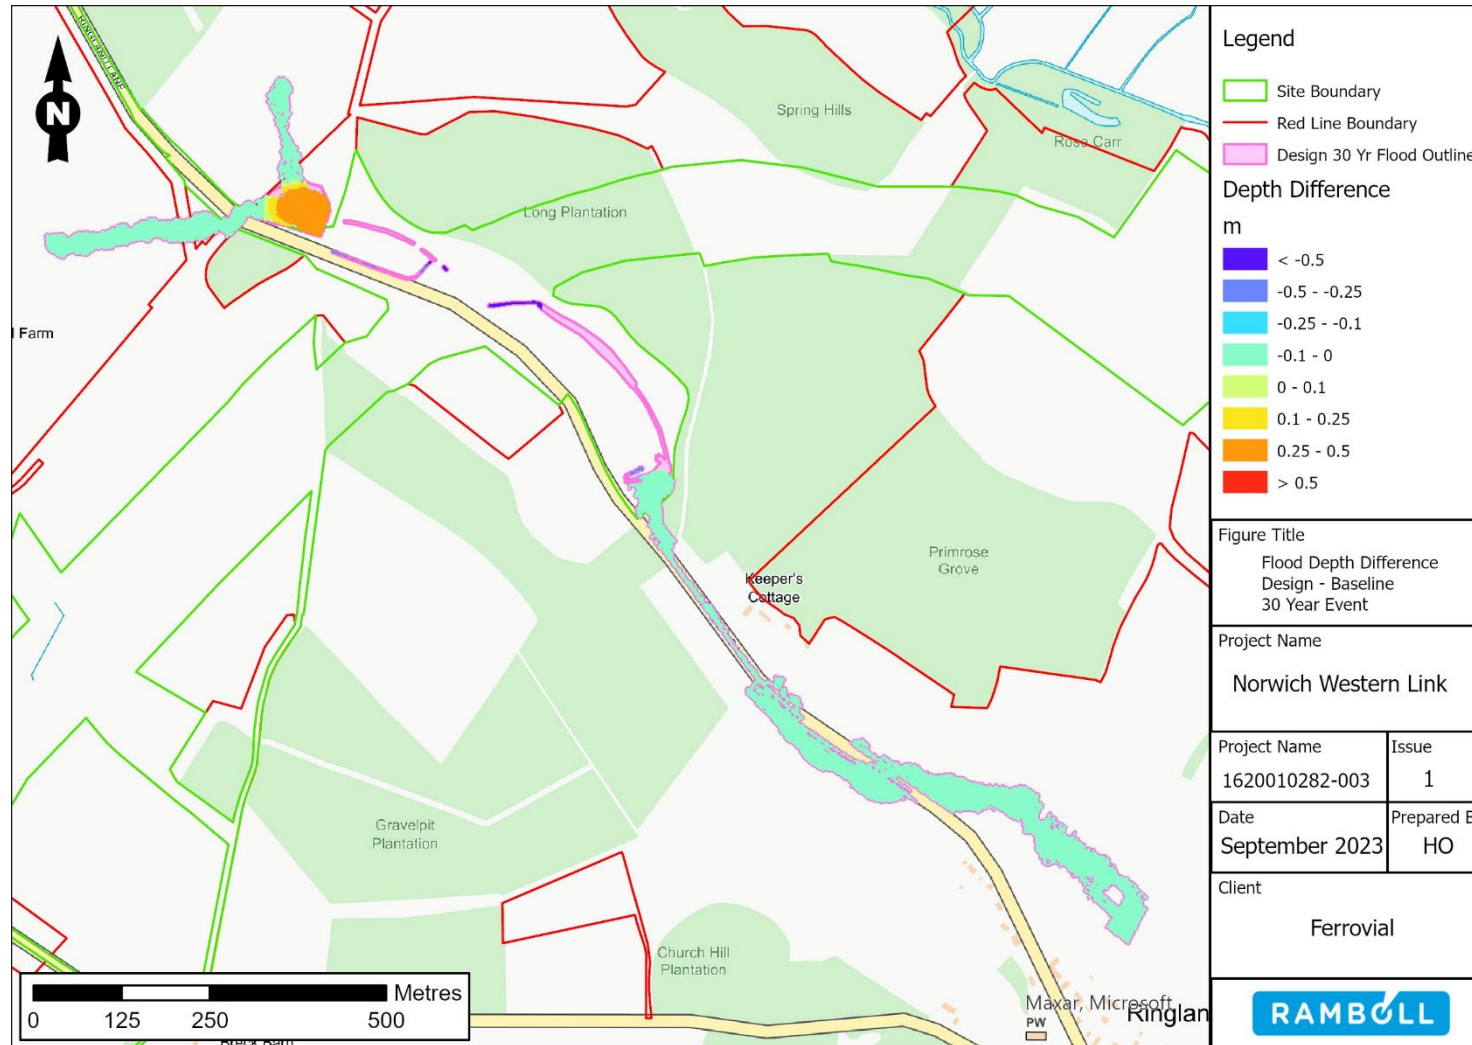 RINGLAND LANE
N
Spring Hills
Rose Carr
Long Plantation
l Farm
Keeper's
Cottage
Primrose
Grove
Gravelpit
Plantation
Church Hill
Plantation
Maxar, Microsoft
Ringlan
PW
Breck Barn
Metres
0 125 250 500
Legend
Site Boundary
Red Line Boundary
Design 30 Yr Flood Outline
Depth Difference
m
< -0.5
-0.5 - -0.25
-0.25 - -0.1
-0.1 - 0
0 - 0.1
0.1 - 0.25
0.25 - 0.5
> 0.5
Figure Title
Flood Depth Difference
Design - Baseline
30 Year Event
Project Name
Norwich Western Link
Project Name Issue
1620010282-003 1
Date Prepared B
September 2023 HO
Client
Ferrovial
RAMBOLL